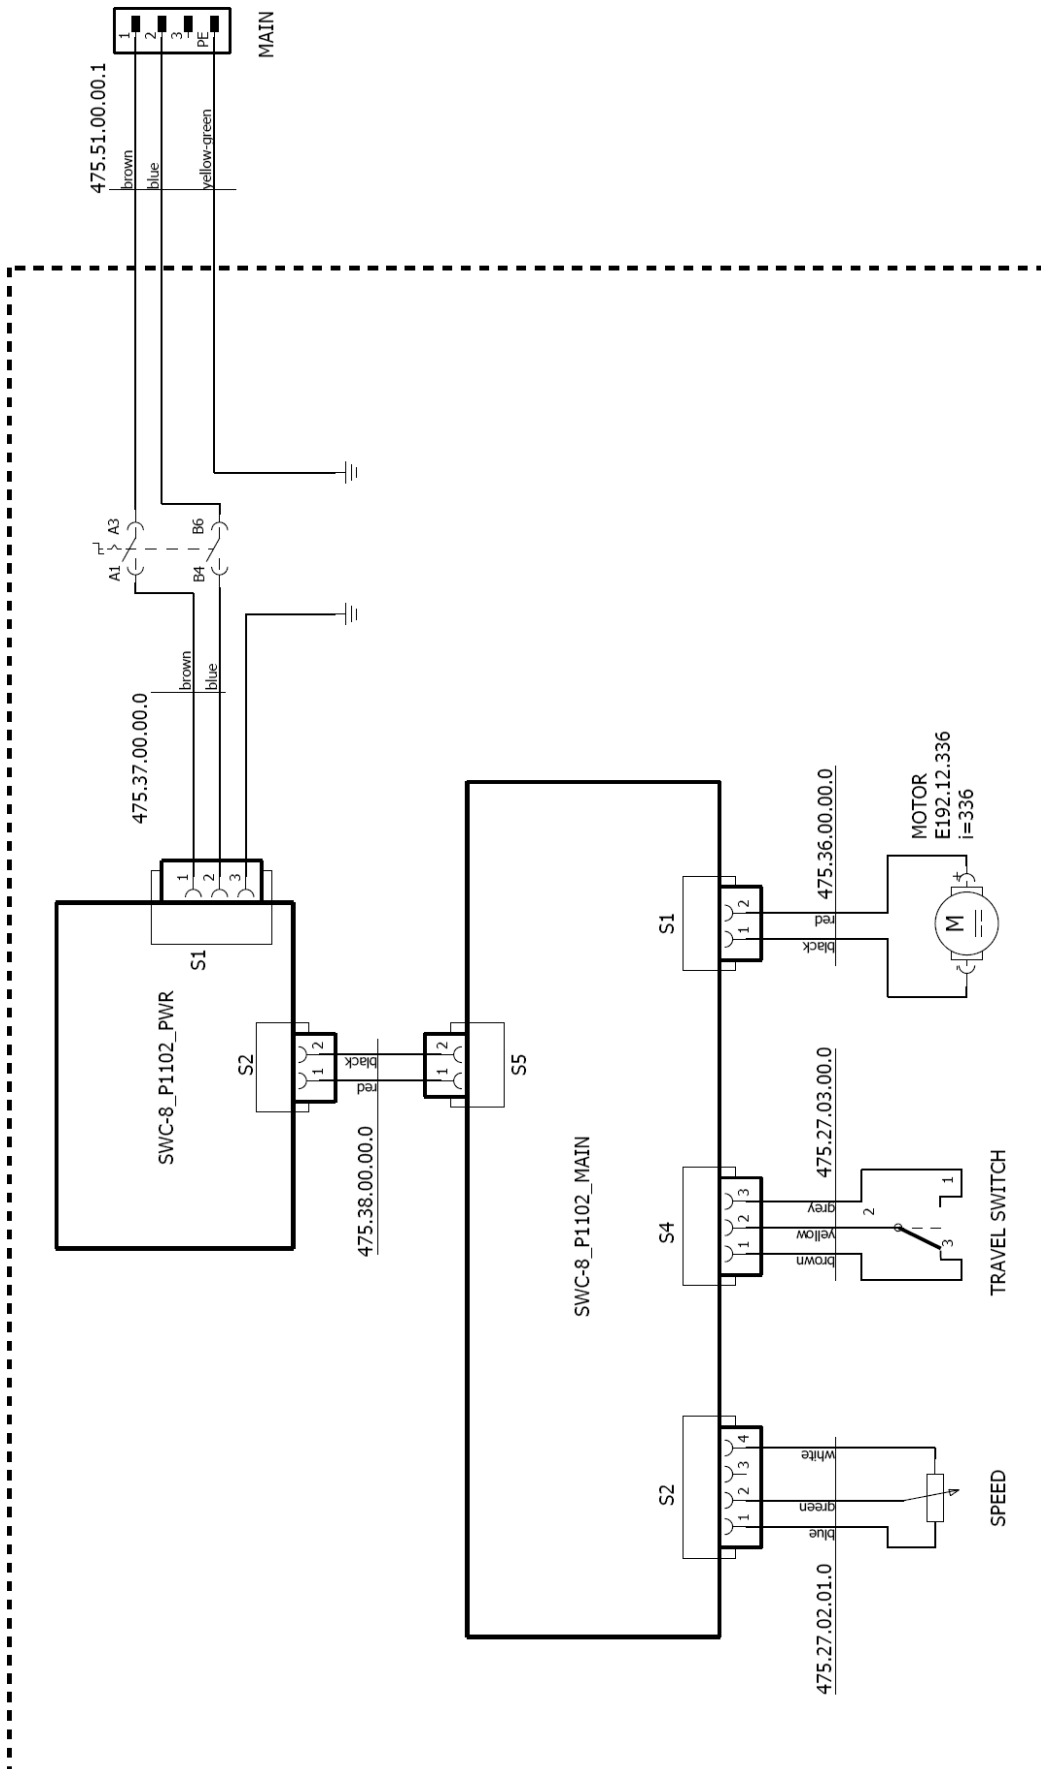 MAIN
1
2
3
PE
475.51.00.00.1
brown
blue
yellow-green
A3
A1
B6
B4
475.37.00.00.0
brown
blue
1
2
3
S1
SWC-8_P1102_PWR
S2
1
2
red
black
475.38.00.00.0
1
2
S5
SWC-8_P1102_MAIN
S1
1
2
black
red
475.36.00.00.0
+
-
M
MOTOR
E192.12.336
i=336
S4
1
2
3
brown
yellow
grey
475.27.03.00.0
1
2
3
TRAVEL SWITCH
S2
1
2
3
4
blue
green
white
475.27.02.01.0
SPEED